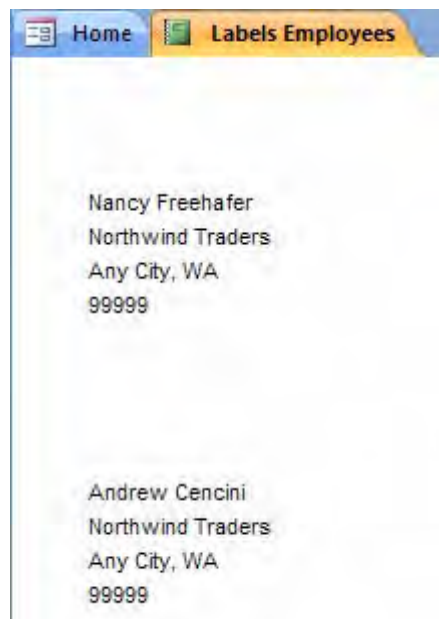 Home Labels Employees
Nancy Freehafer
Northwind Traders
Any City, WA
99999
Andrew Cencini
Northwind Traders
Any City, WA
99999